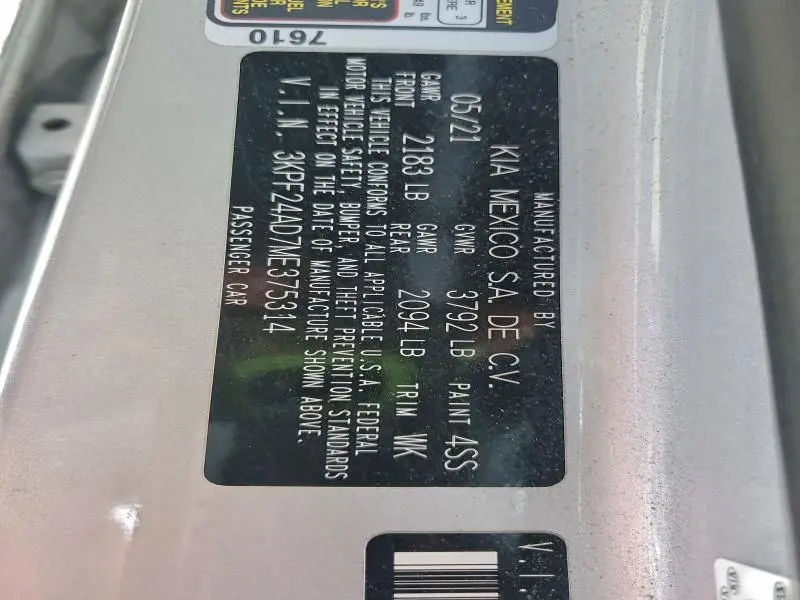 MANUFACTURED BY
KIA MEXICO S.A. DE C.V.
05/21 GVWR 3792 LB PAINT 4SS
GAWR FRONT 2183 LB GAWR REAR 2094 LB TRIM WK
THIS VEHICLE CONFORMS TO ALL APPLICABLE U.S.A. FEDERAL
MOTOR VEHICLE SAFETY, BUMPER, AND THEFT PREVENTION STANDARDS
IN EFFECT ON THE DATE OF MANUFACTURE SHOWN ABOVE.
V.I.N. 3KPF24AD7ME375314
PASSENGER CAR
7610
V.I.